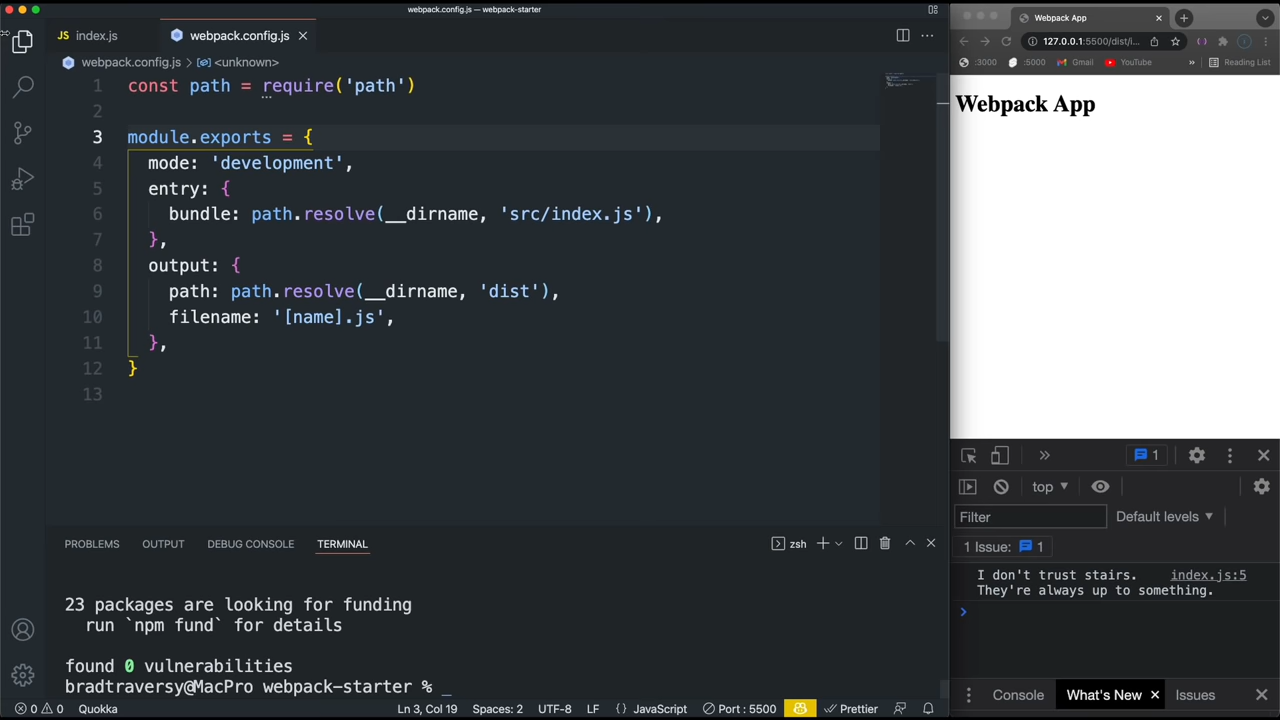 webpack.config.js — webpack-starter
JS index.js
webpack.config.js
webpack.config.js > <unknown>
1 const path = require('path')
2
3 module.exports = {
4 mode: 'development',
5 entry: {
6 bundle: path.resolve(__dirname, 'src/index.js'),
7 },
8 output: {
9 path: path.resolve(__dirname, 'dist'),
10 filename: '[name].js',
11 },
12 }
13
PROBLEMS OUTPUT DEBUG CONSOLE TERMINAL
zsh
23 packages are looking for funding
run `npm fund` for details
found 0 vulnerabilities
bradtraversy@MacPro webpack-starter % _
0 0 Quokka Ln 3, Col 19 Spaces: 2 UTF-8 LF {} JavaScript Port : 5500 Prettier
Webpack App
127.0.0.1:5500/dist/i...
:3000 :5000 Gmail YouTube » Reading List
Webpack App
» 1
top
Filter Default levels
1 Issue: 1
I don't trust stairs. index.js:5
They're always up to something.
>
Console What's New Issues